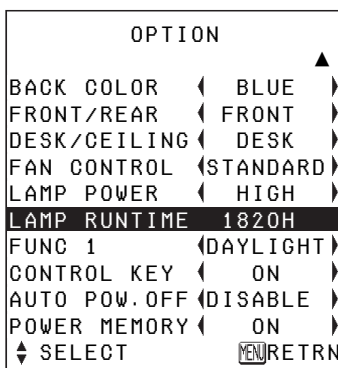 OPTION
▲
BACK COLOR ◀ BLUE ▶
FRONT/REAR ◀ FRONT ▶
DESK/CEILING ◀ DESK ▶
FAN CONTROL ◀ STANDARD ▶
LAMP POWER ◀ HIGH ▶
LAMP RUNTIME 1820H
FUNC 1 ◀ DAYLIGHT ▶
CONTROL KEY ◀ ON ▶
AUTO POW.OFF ◀ DISABLE ▶
POWER MEMORY ◀ ON ▶
♦ SELECT MENU RETRN